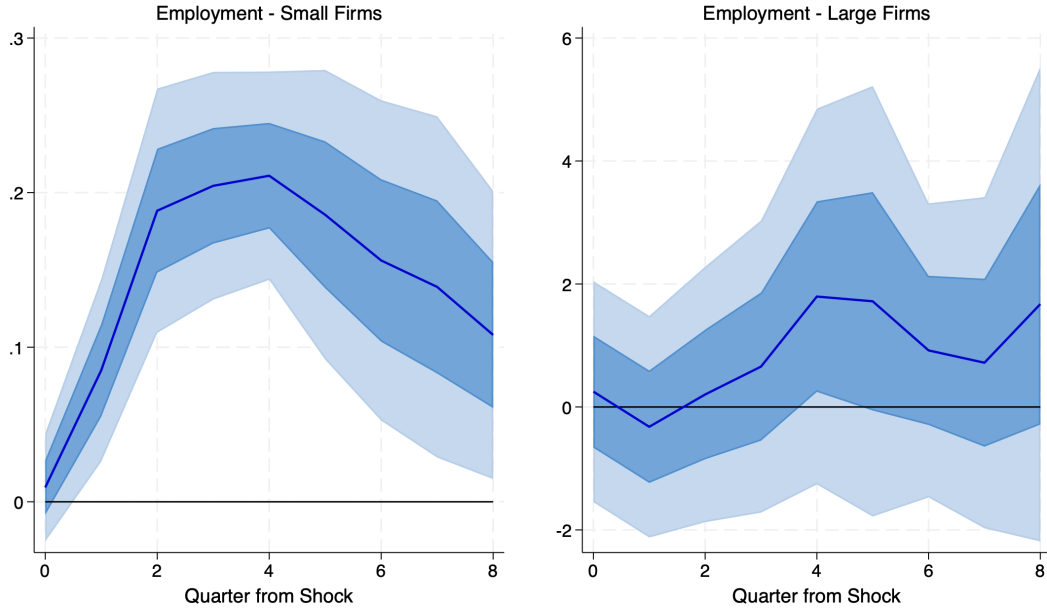 Employment - Small Firms
.3
.2
.1
0
0 2 4 6 8
Quarter from Shock
Employment - Large Firms
6
4
2
0
-2
0 2 4 6 8
Quarter from Shock